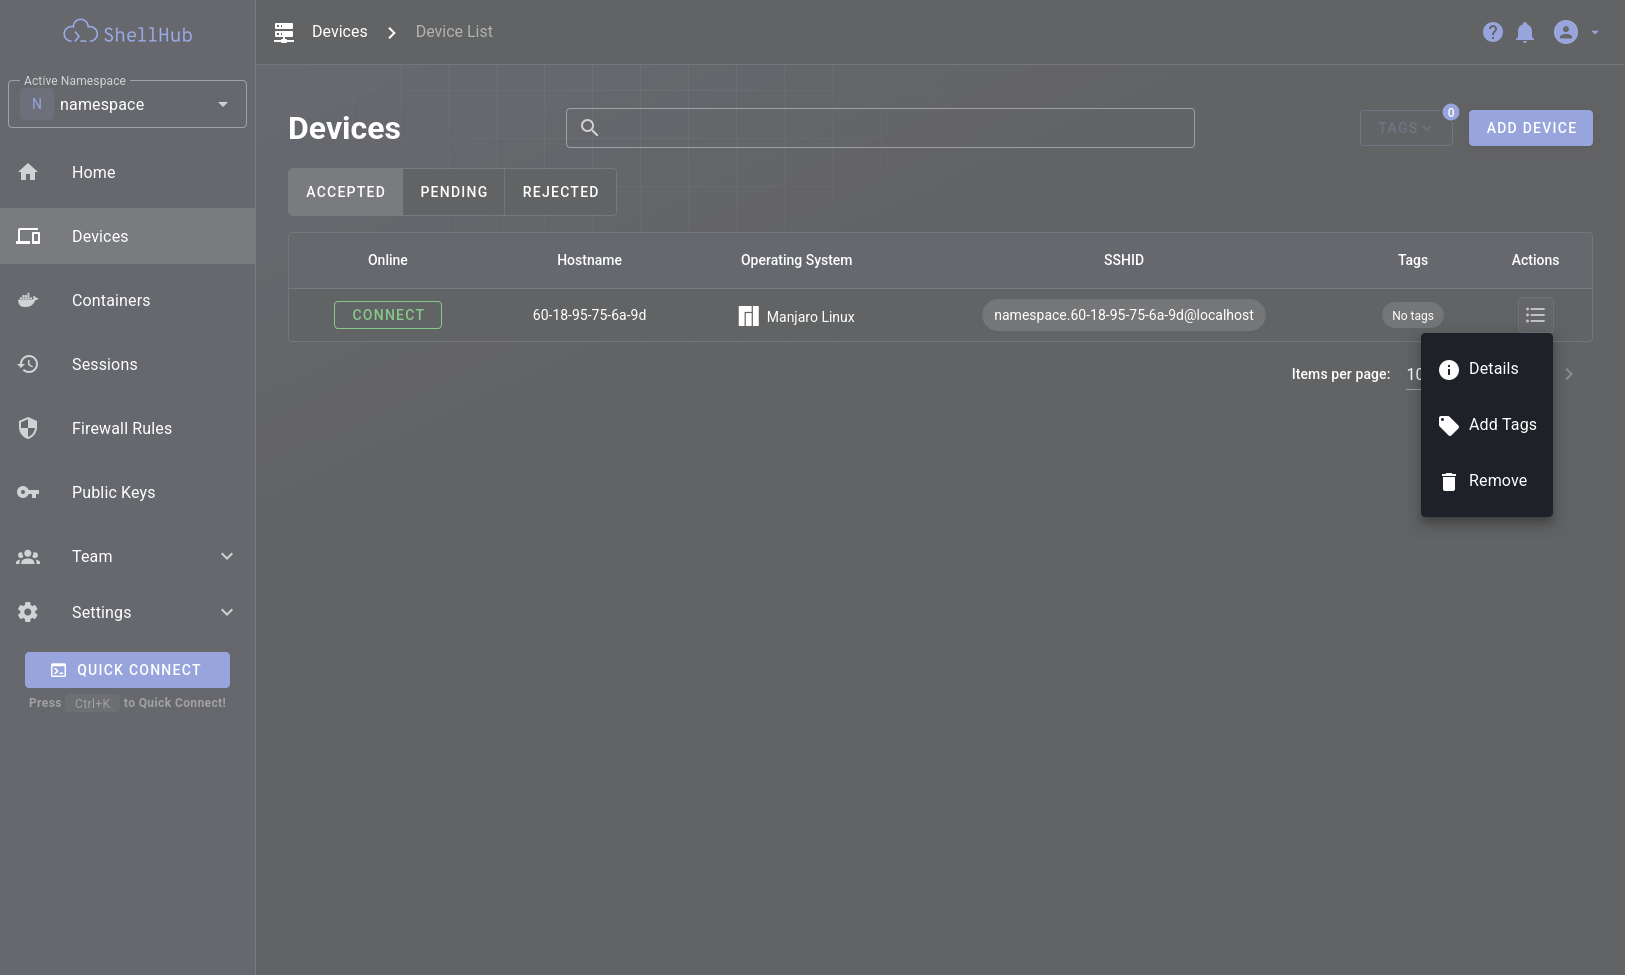 ShellHub
Devices
Device List
Active Namespace
N
namespace
Home
Devices
Containers
Sessions
Firewall Rules
Public Keys
Team
Settings
QUICK CONNECT
Press Ctrl+K to Quick Connect!
Devices
TAGS
0
ADD DEVICE
ACCEPTED
PENDING
REJECTED
Online
Hostname
Operating System
SSHID
Tags
Actions
CONNECT
60-18-95-75-6a-9d
Manjaro Linux
namespace.60-18-95-75-6a-9d@localhost
No tags
Items per page:
10
Details
Add Tags
Remove